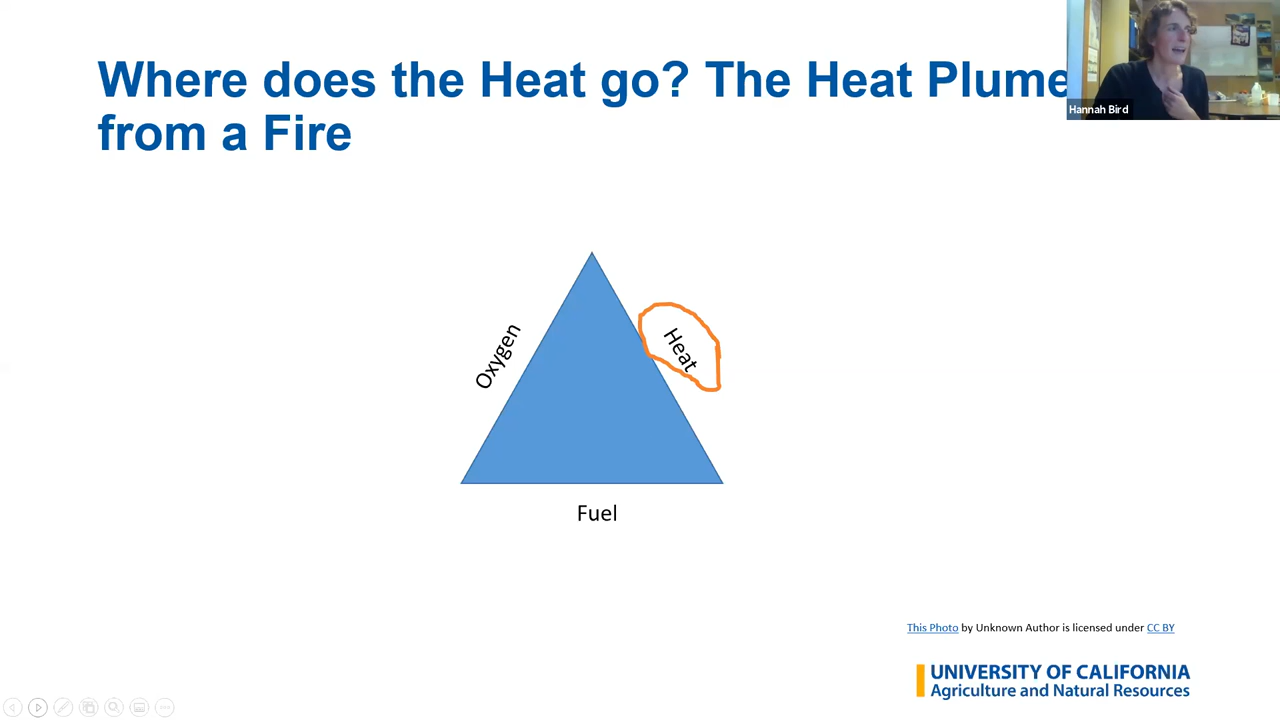 Where does the Heat go? The Heat Plume
from a Fire
Hannah Bird
Oxygen
Heat
Fuel
This Photo by Unknown Author is licensed under CC BY
UNIVERSITY OF CALIFORNIA
Agriculture and Natural Resources